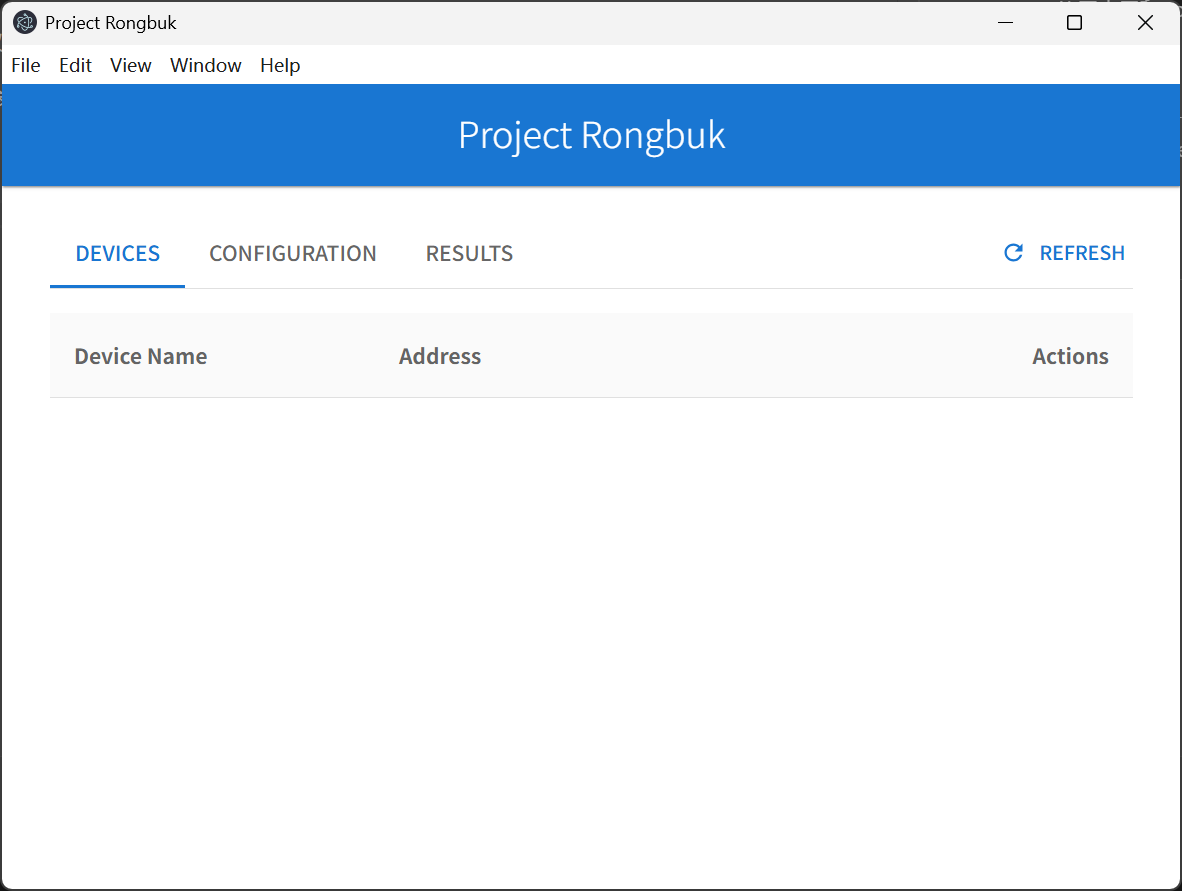 Project Rongbuk
File Edit View Window Help
Project Rongbuk
DEVICES CONFIGURATION RESULTS REFRESH
Device Name Address Actions